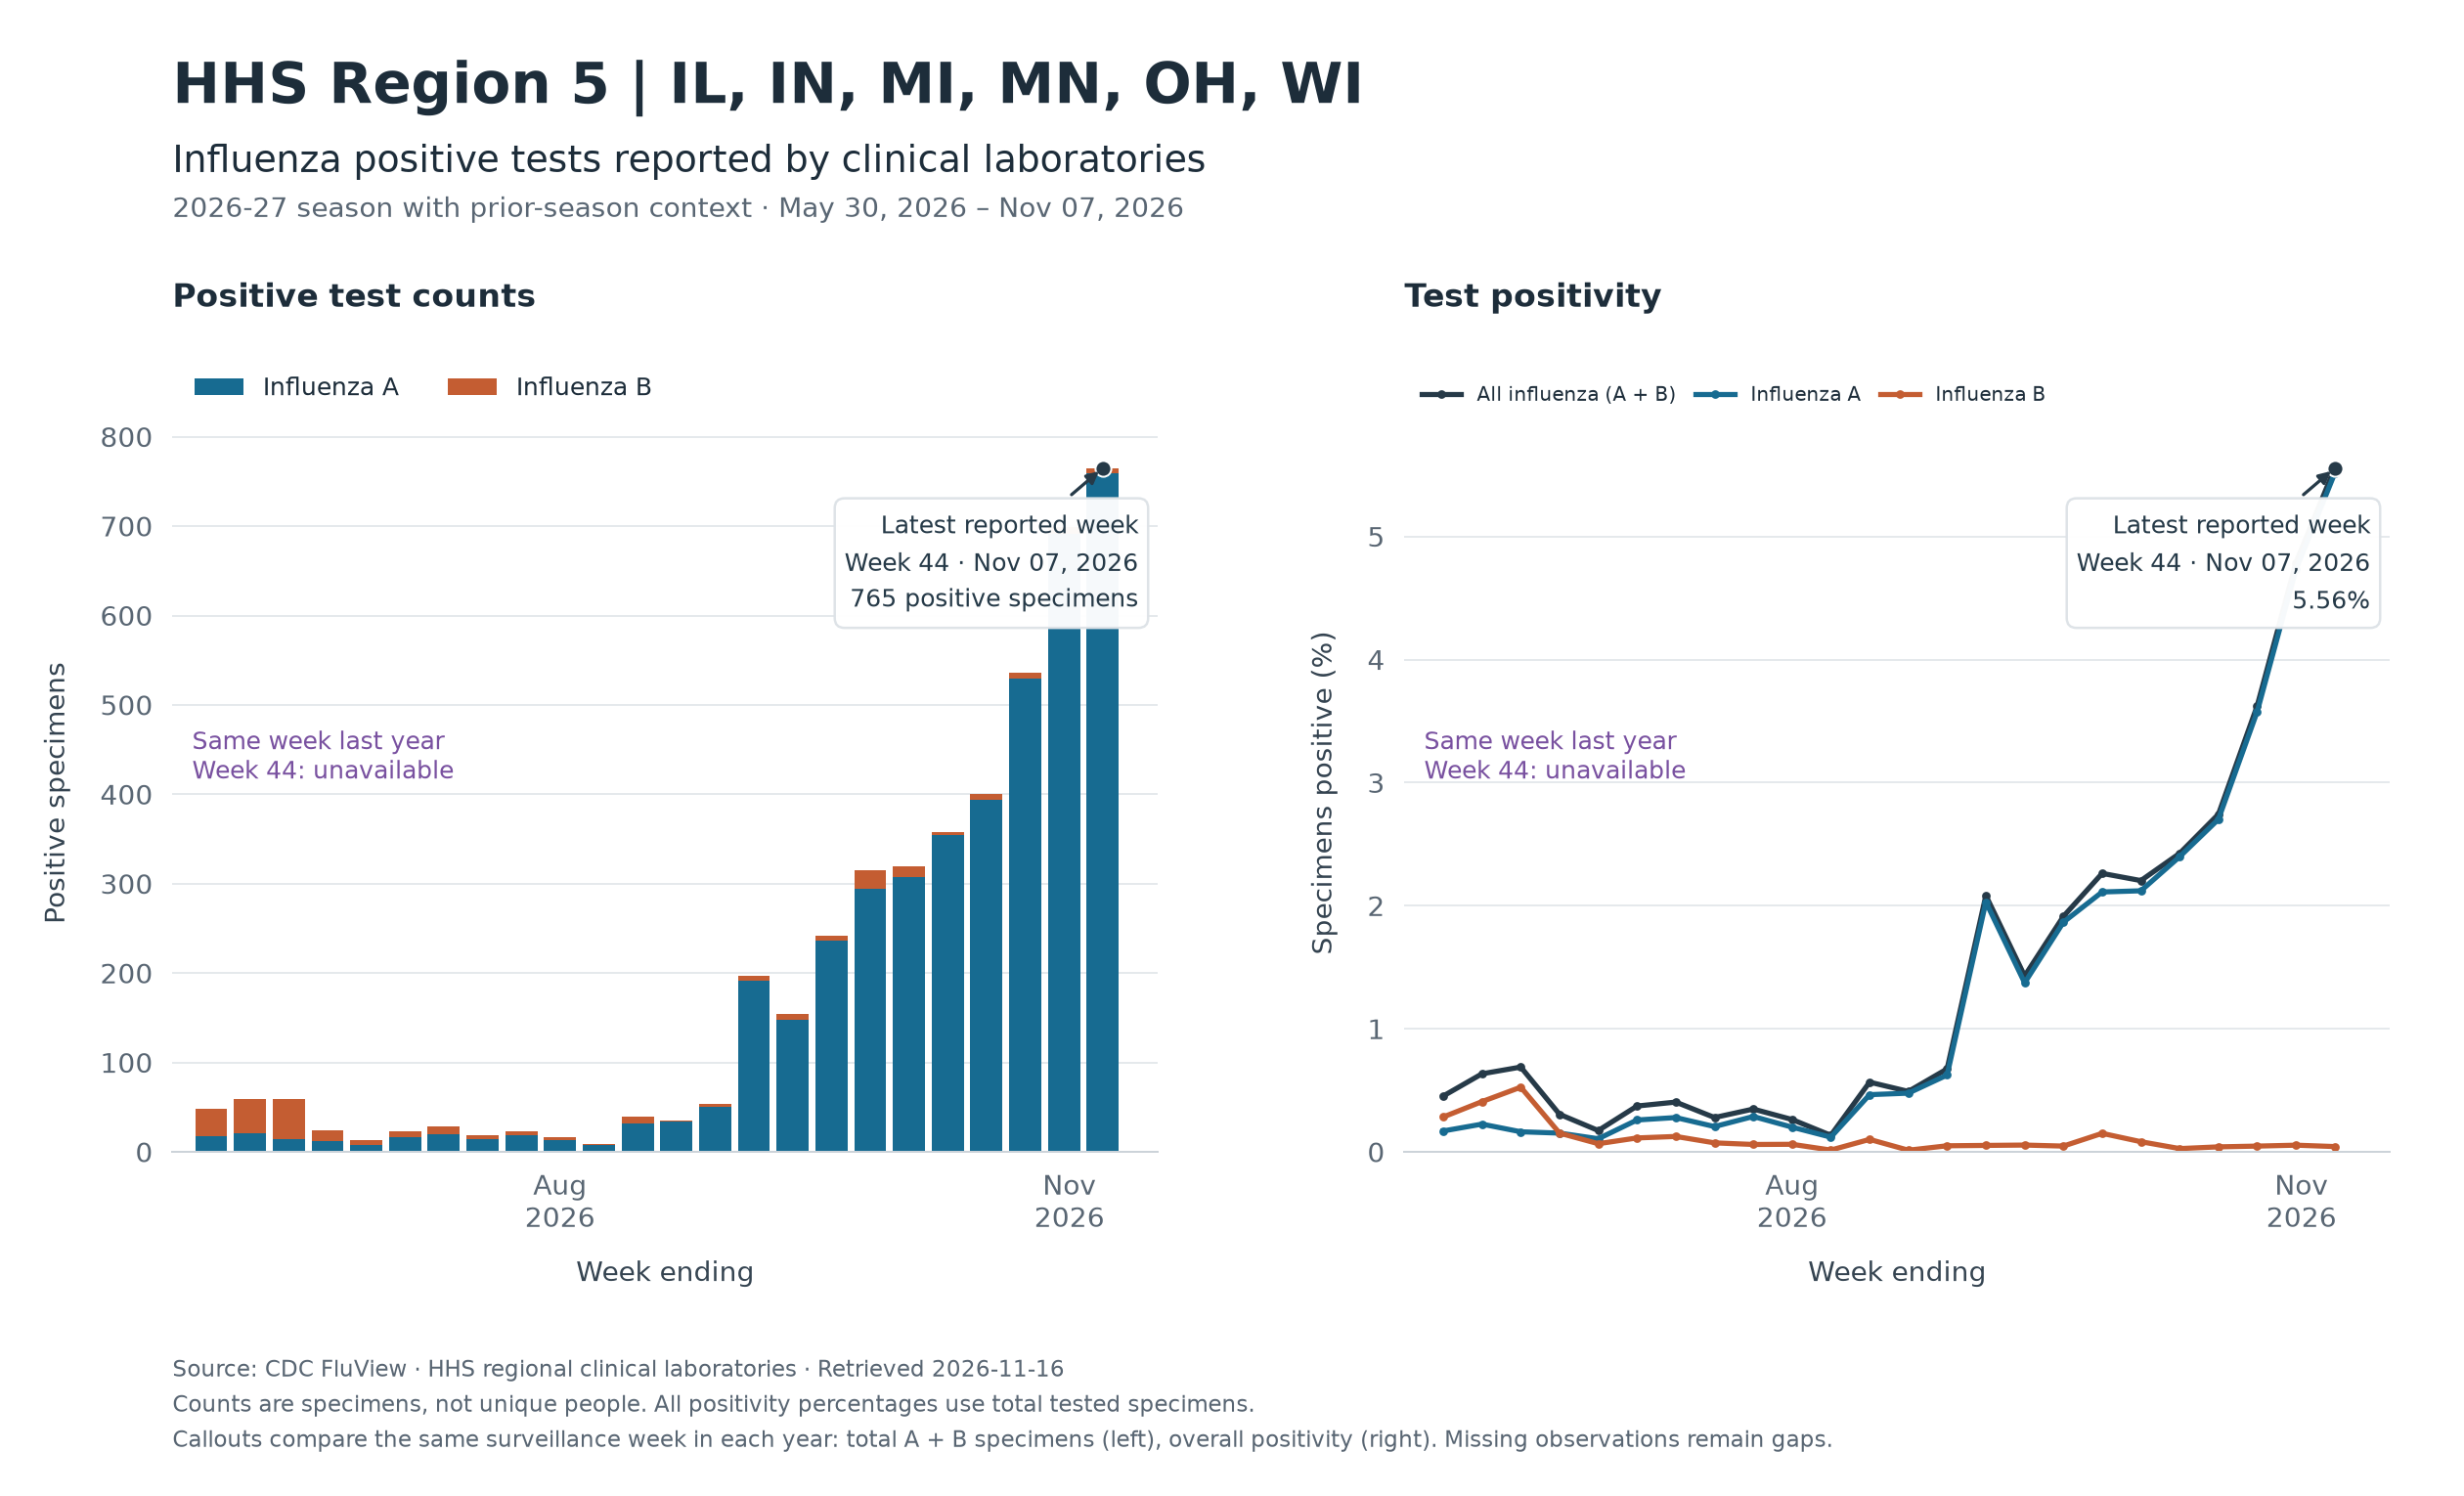 HHS Region 5 | IL, IN, MI, MN, OH, WI
Influenza positive tests reported by clinical laboratories
2026-27 season with prior-season context · May 30, 2026 – Nov 07, 2026
Positive test counts
Influenza A
Influenza B
800
700
600
500
400
300
200
100
0
Positive specimens
Latest reported week
Week 44 · Nov 07, 2026
765 positive specimens
Same week last year
Week 44: unavailable
Aug
2026
Nov
2026
Week ending
Test positivity
All influenza (A + B)
Influenza A
Influenza B
5
4
3
2
1
0
Specimens positive (%)
Latest reported week
Week 44 · Nov 07, 2026
5.56%
Same week last year
Week 44: unavailable
Aug
2026
Nov
2026
Week ending
Source: CDC FluView · HHS regional clinical laboratories · Retrieved 2026-11-16
Counts are specimens, not unique people. All positivity percentages use total tested specimens.
Callouts compare the same surveillance week in each year: total A + B specimens (left), overall positivity (right). Missing observations remain gaps.